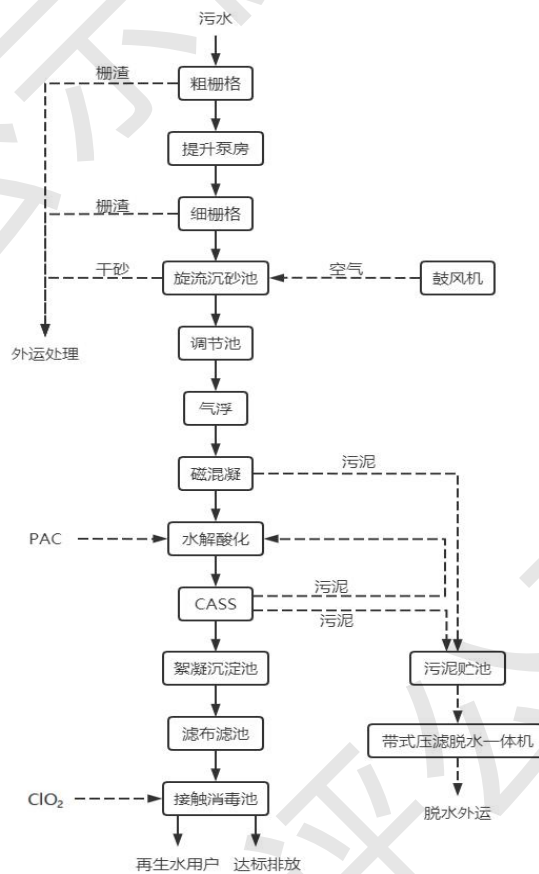 污水
栅渣
粗栅格
提升泵房
栅渣
细栅格
干砂
旋流沉砂池
空气
鼓风机
外运处理
调节池
气浮
磁混凝
污泥
PAC
水解酸化
污泥
CASS
污泥
絮凝沉淀池
污泥贮池
滤布滤池
带式压滤脱水一体机
ClO₂
接触消毒池
脱水外运
再生水用户
达标排放